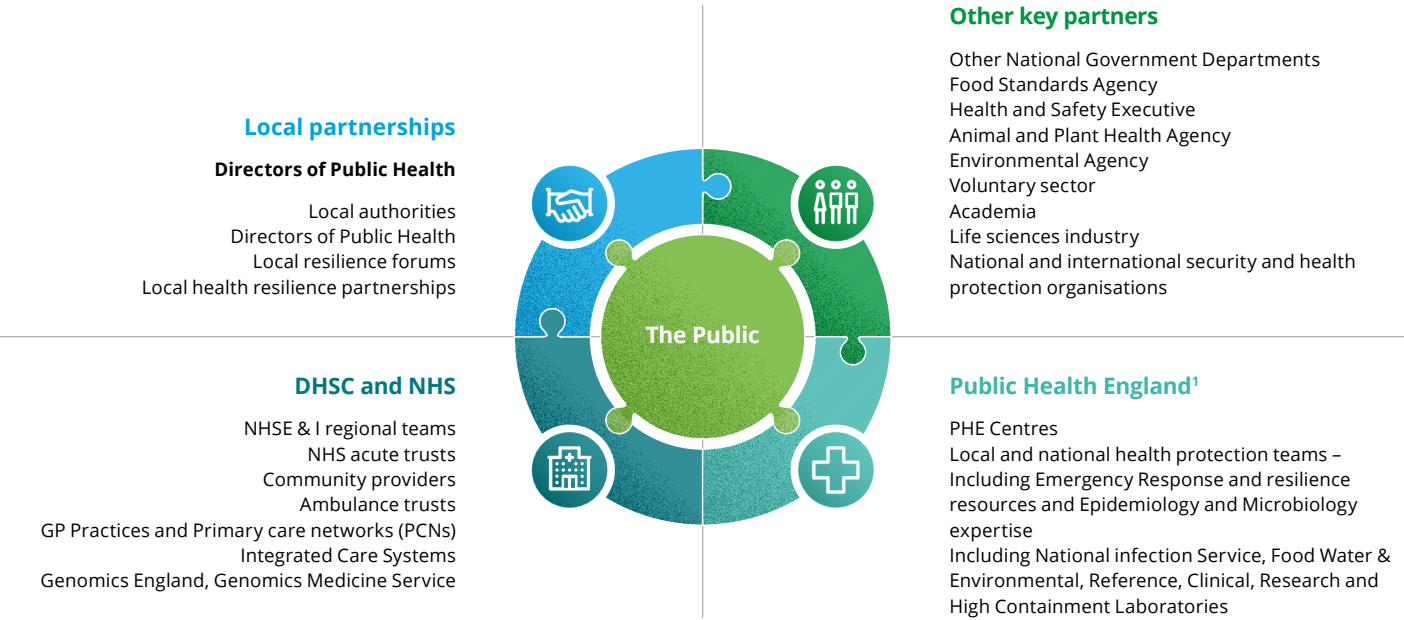 Local partnerships
Directors of Public Health
Local authorities
Directors of Public Health
Local resilience forums
Local health resilience partnerships
Other key partners
Other National Government Departments
Food Standards Agency
Health and Safety Executive
Animal and Plant Health Agency
Environmental Agency
Voluntary sector
Academia
Life sciences industry
National and international security and health
protection organisations
The Public
DHSC and NHS
NHSE & I regional teams
NHS acute trusts
Community providers
Ambulance trusts
GP Practices and Primary care networks (PCNs)
Integrated Care Systems
Genomics England, Genomics Medicine Service
Public Health England¹
PHE Centres
Local and national health protection teams –
Including Emergency Response and resilience
resources and Epidemiology and Microbiology
expertise
Including National infection Service, Food Water &
Environmental, Reference, Clinical, Research and
High Containment Laboratories